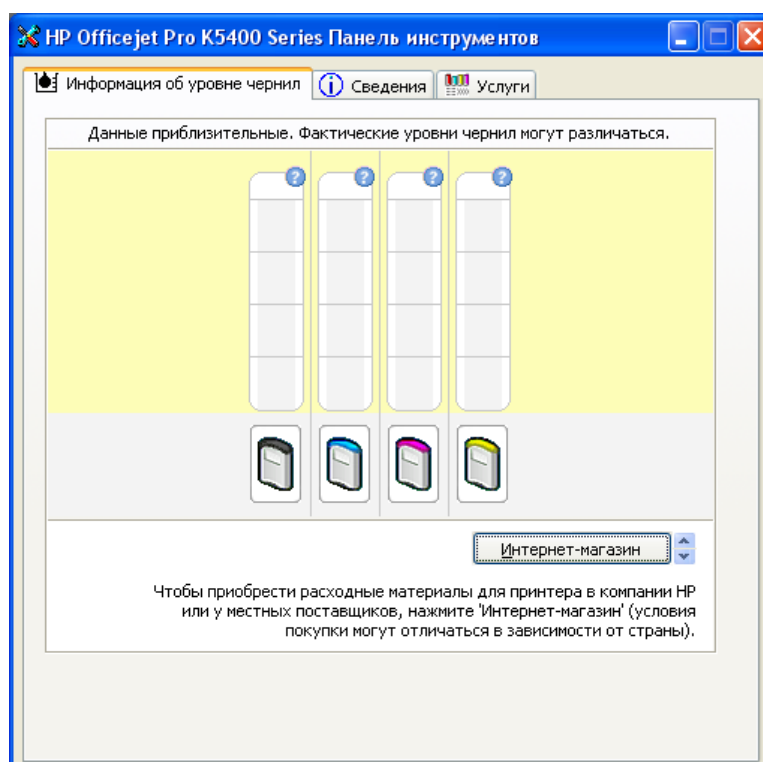 HP Officejet Pro K5400 Series Панель инструментов
Информация об уровне чернил
Сведения
Услуги
Данные приблизительные. Фактические уровни чернил могут различаться.
? ? ? ?
Интернет-магазин
Чтобы приобрести расходные материалы для принтера в компании HP
или у местных поставщиков, нажмите 'Интернет-магазин' (условия
покупки могут отличаться в зависимости от страны).